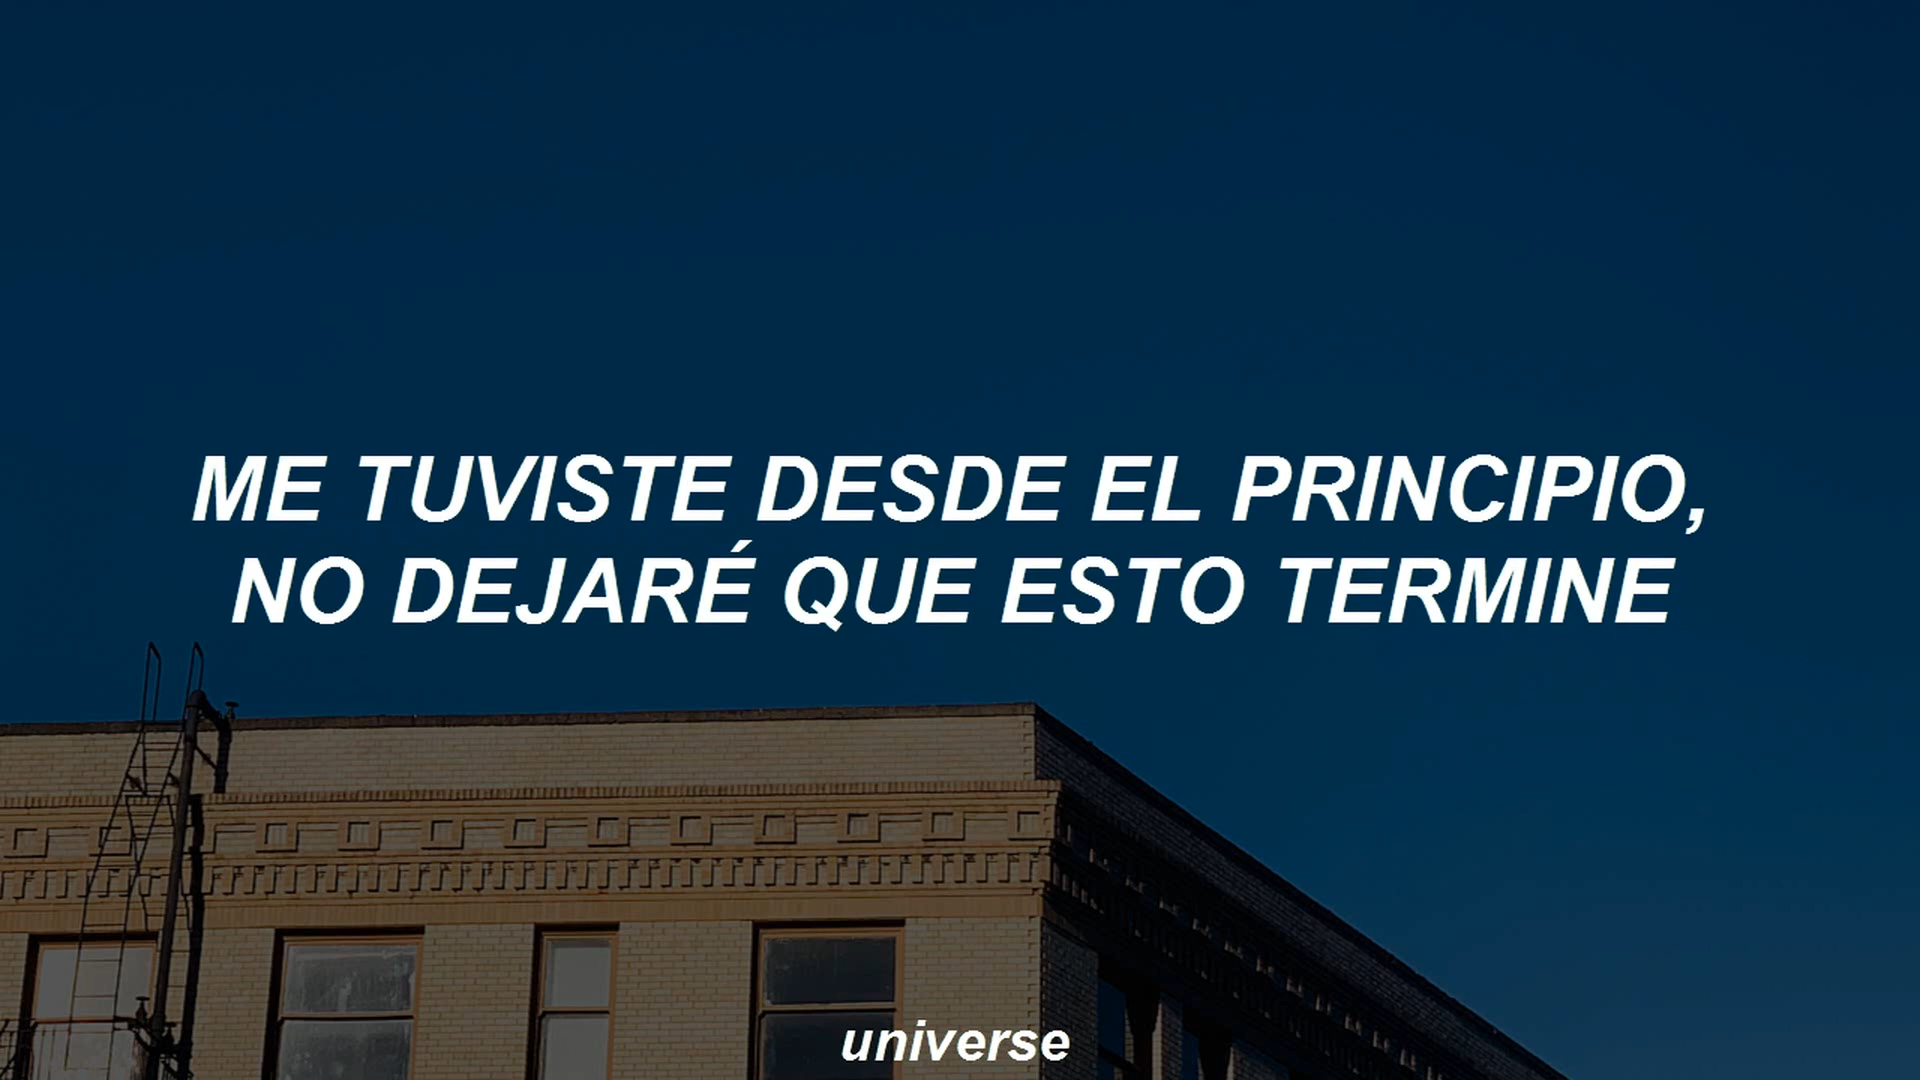 ME TUVISTE DESDE EL PRINCIPIO,
NO DEJARÉ QUE ESTO TERMINE
universe